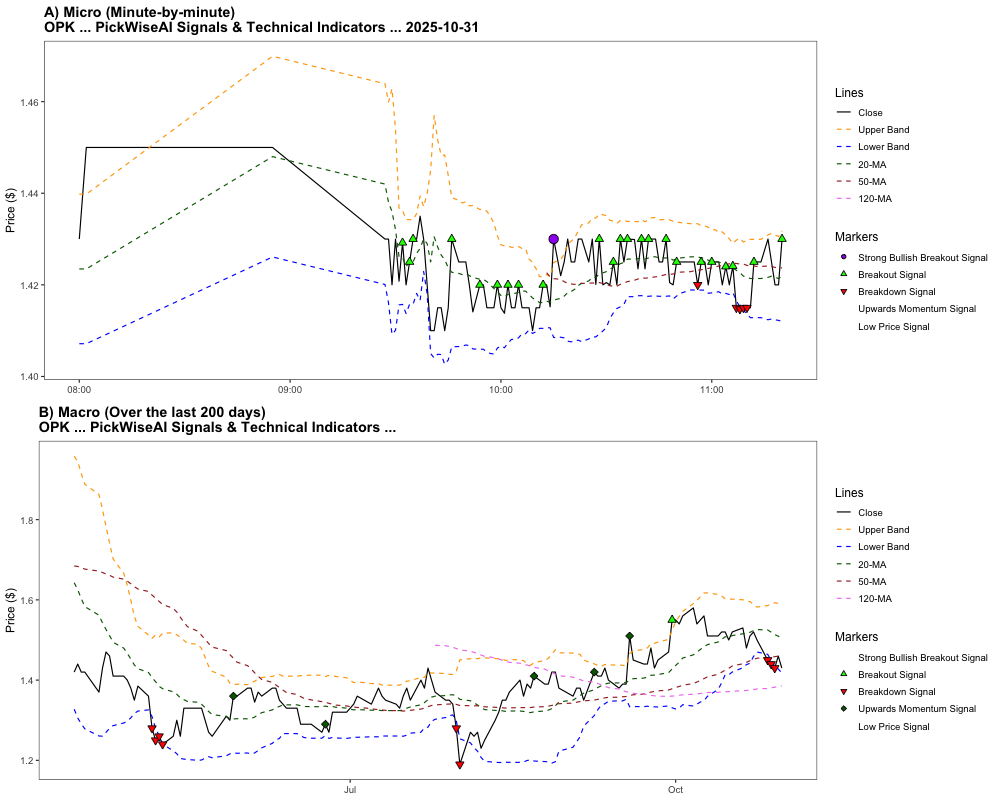 A) Micro (Minute-by-minute)
OPK ... PickWiseAI Signals & Technical Indicators ... 2025-10-31
Price ($)
1.46
1.44
1.42
1.40
08:00
09:00
10:00
11:00
Lines
Close
Upper Band
Lower Band
20-MA
50-MA
120-MA
Markers
Strong Bullish Breakout Signal
Breakout Signal
Breakdown Signal
Upwards Momentum Signal
Low Price Signal
B) Macro (Over the last 200 days)
OPK ... PickWiseAI Signals & Technical Indicators ...
Price ($)
1.8
1.6
1.4
1.2
Jul
Oct
Lines
Close
Upper Band
Lower Band
20-MA
50-MA
120-MA
Markers
Strong Bullish Breakout Signal
Breakout Signal
Breakdown Signal
Upwards Momentum Signal
Low Price Signal